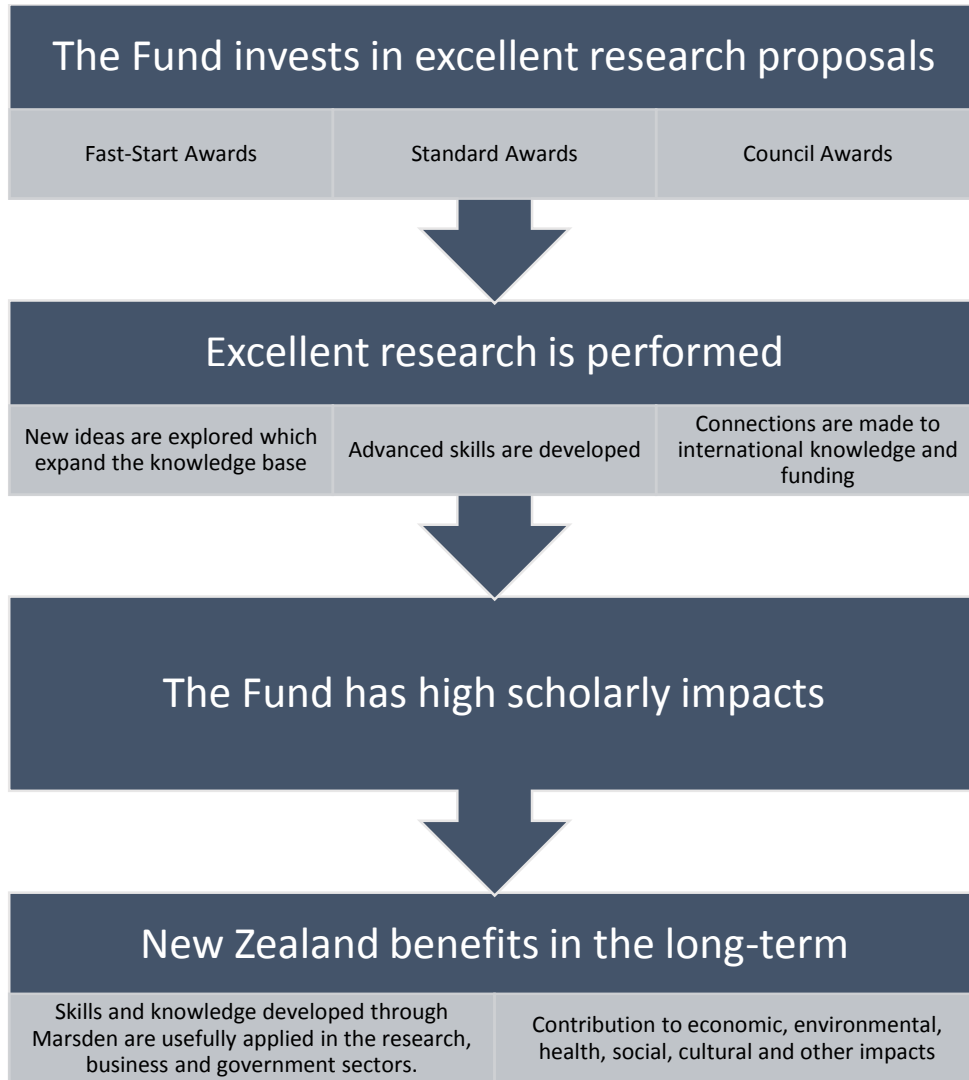 The Fund invests in excellent research proposals
Fast-Start Awards
Standard Awards
Council Awards
Excellent research is performed
New ideas are explored which
expand the knowledge base
Advanced skills are developed
Connections are made to
international knowledge and
funding
The Fund has high scholarly impacts
New Zealand benefits in the long-term
Skills and knowledge developed through
Marsden are usefully applied in the research,
business and government sectors.
Contribution to economic, environmental,
health, social, cultural and other impacts